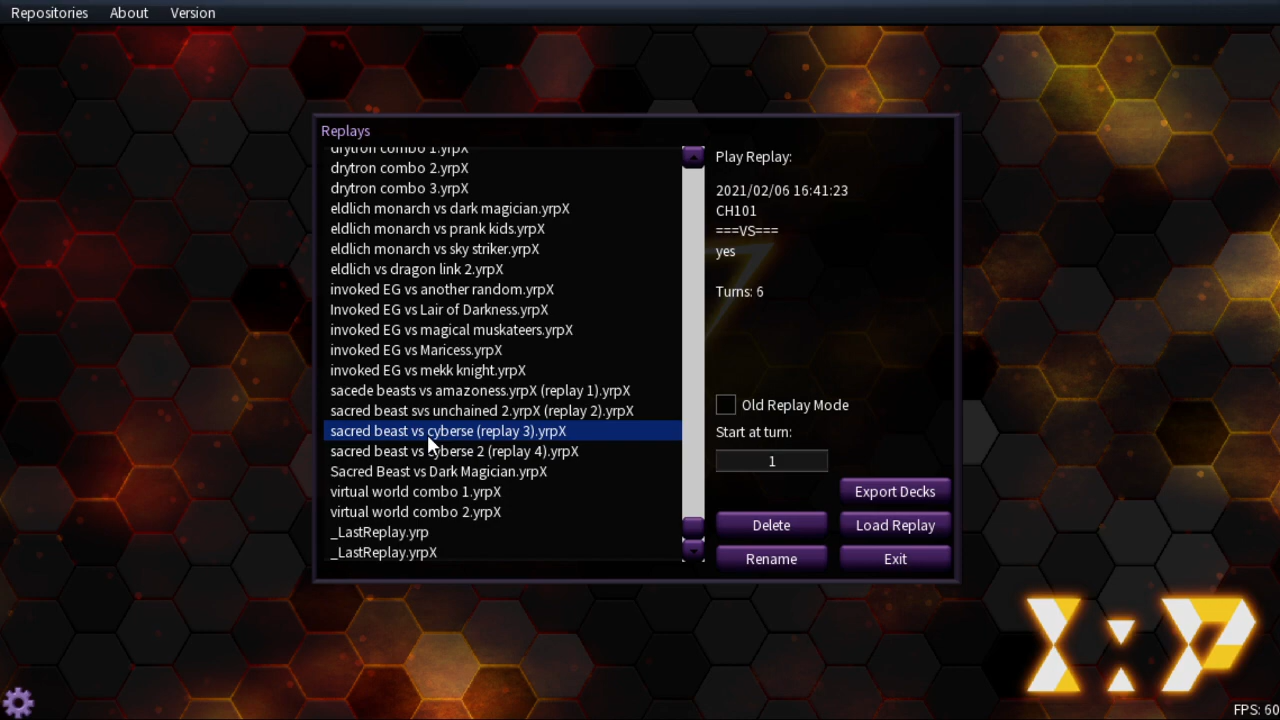 Repositories About Version
Replays
drytron combo 1.yrpX
drytron combo 2.yrpX
drytron combo 3.yrpX
eldlich monarch vs dark magician.yrpX
eldlich monarch vs prank kids.yrpX
eldlich monarch vs sky striker.yrpX
eldlich vs dragon link 2.yrpX
invoked EG vs another random.yrpX
Invoked EG vs Lair of Darkness.yrpX
invoked EG vs magical muskateers.yrpX
invoked EG vs Maricess.yrpX
invoked EG vs mekk knight.yrpX
sacede beasts vs amazoness.yrpX (replay 1).yrpX
sacred beast svs unchained 2.yrpX (replay 2).yrpX
sacred beast vs cyberse (replay 3).yrpX
sacred beast vs cyberse 2 (replay 4).yrpX
Sacred Beast vs Dark Magician.yrpX
virtual world combo 1.yrpX
virtual world combo 2.yrpX
_LastReplay.yrp
_LastReplay.yrpX
Play Replay:
2021/02/06 16:41:23
CH101
===VS===
yes
Turns: 6
Old Replay Mode
Start at turn:
1
Export Decks
Delete Load Replay
Rename Exit
X:P
FPS: 60